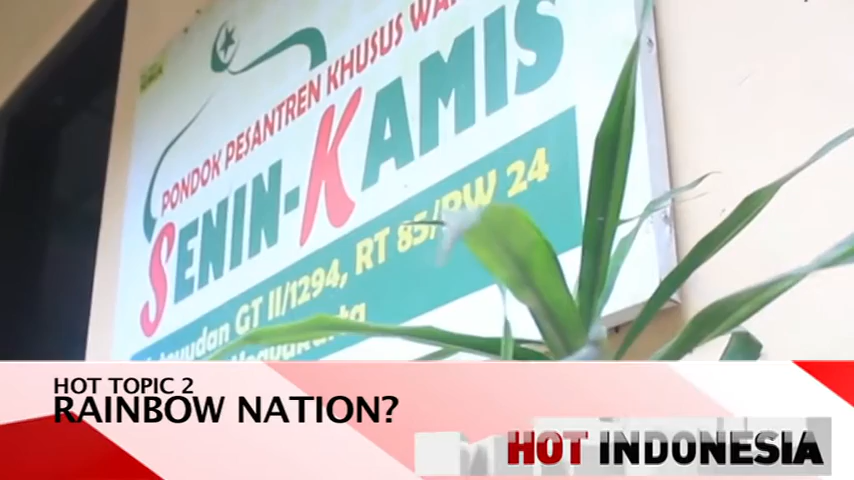 PONDOK PESANTREN KHUSUS
SENIN-KAMIS
GT II/1294, RT 85/RW 24
HOT TOPIC 2
RAINBOW NATION?
HOT INDONESIA